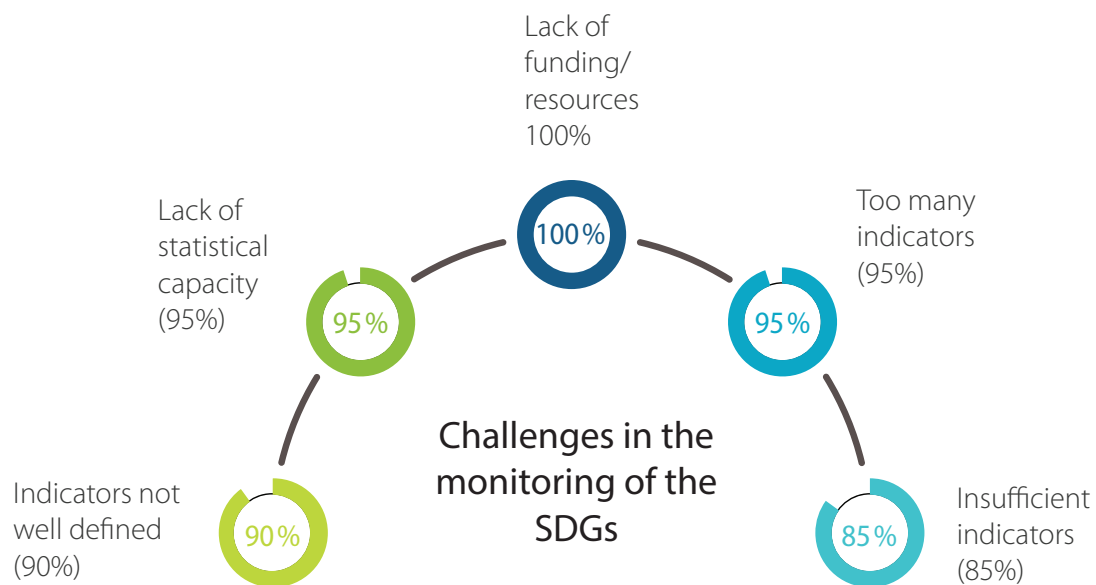 Lack of
funding/
resources
100%
100%
Lack of
statistical
capacity
(95%)
95%
Too many
indicators
(95%)
95%
Challenges in the
monitoring of the
SDGs
Indicators not
well defined
(90%)
90%
85%
Insufficient
indicators
(85%)